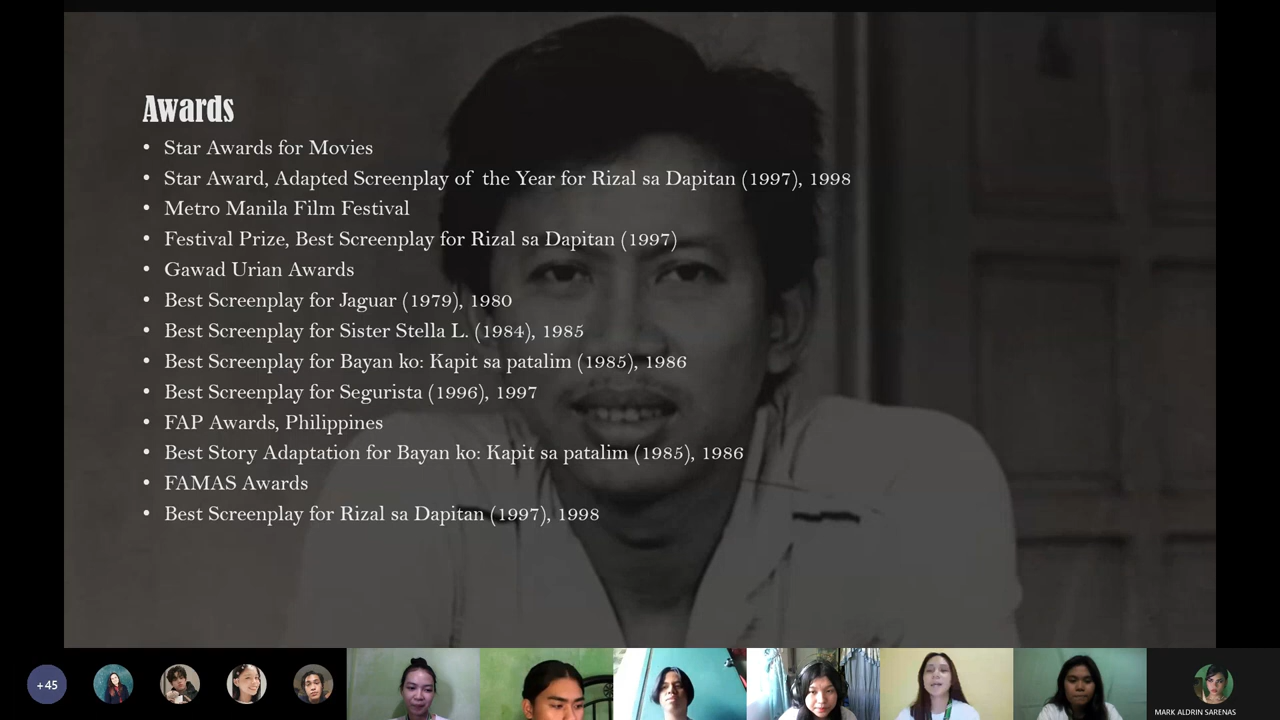 Awards
• Star Awards for Movies
• Star Award, Adapted Screenplay of the Year for Rizal sa Dapitan (1997), 1998
• Metro Manila Film Festival
• Festival Prize, Best Screenplay for Rizal sa Dapitan (1997)
• Gawad Urian Awards
• Best Screenplay for Jaguar (1979), 1980
• Best Screenplay for Sister Stella L. (1984), 1985
• Best Screenplay for Bayan ko: Kapit sa patalim (1985), 1986
• Best Screenplay for Segurista (1996), 1997
• FAP Awards, Philippines
• Best Story Adaptation for Bayan ko: Kapit sa patalim (1985), 1986
• FAMAS Awards
• Best Screenplay for Rizal sa Dapitan (1997), 1998
+45
MARK ALDRIN SARENAS